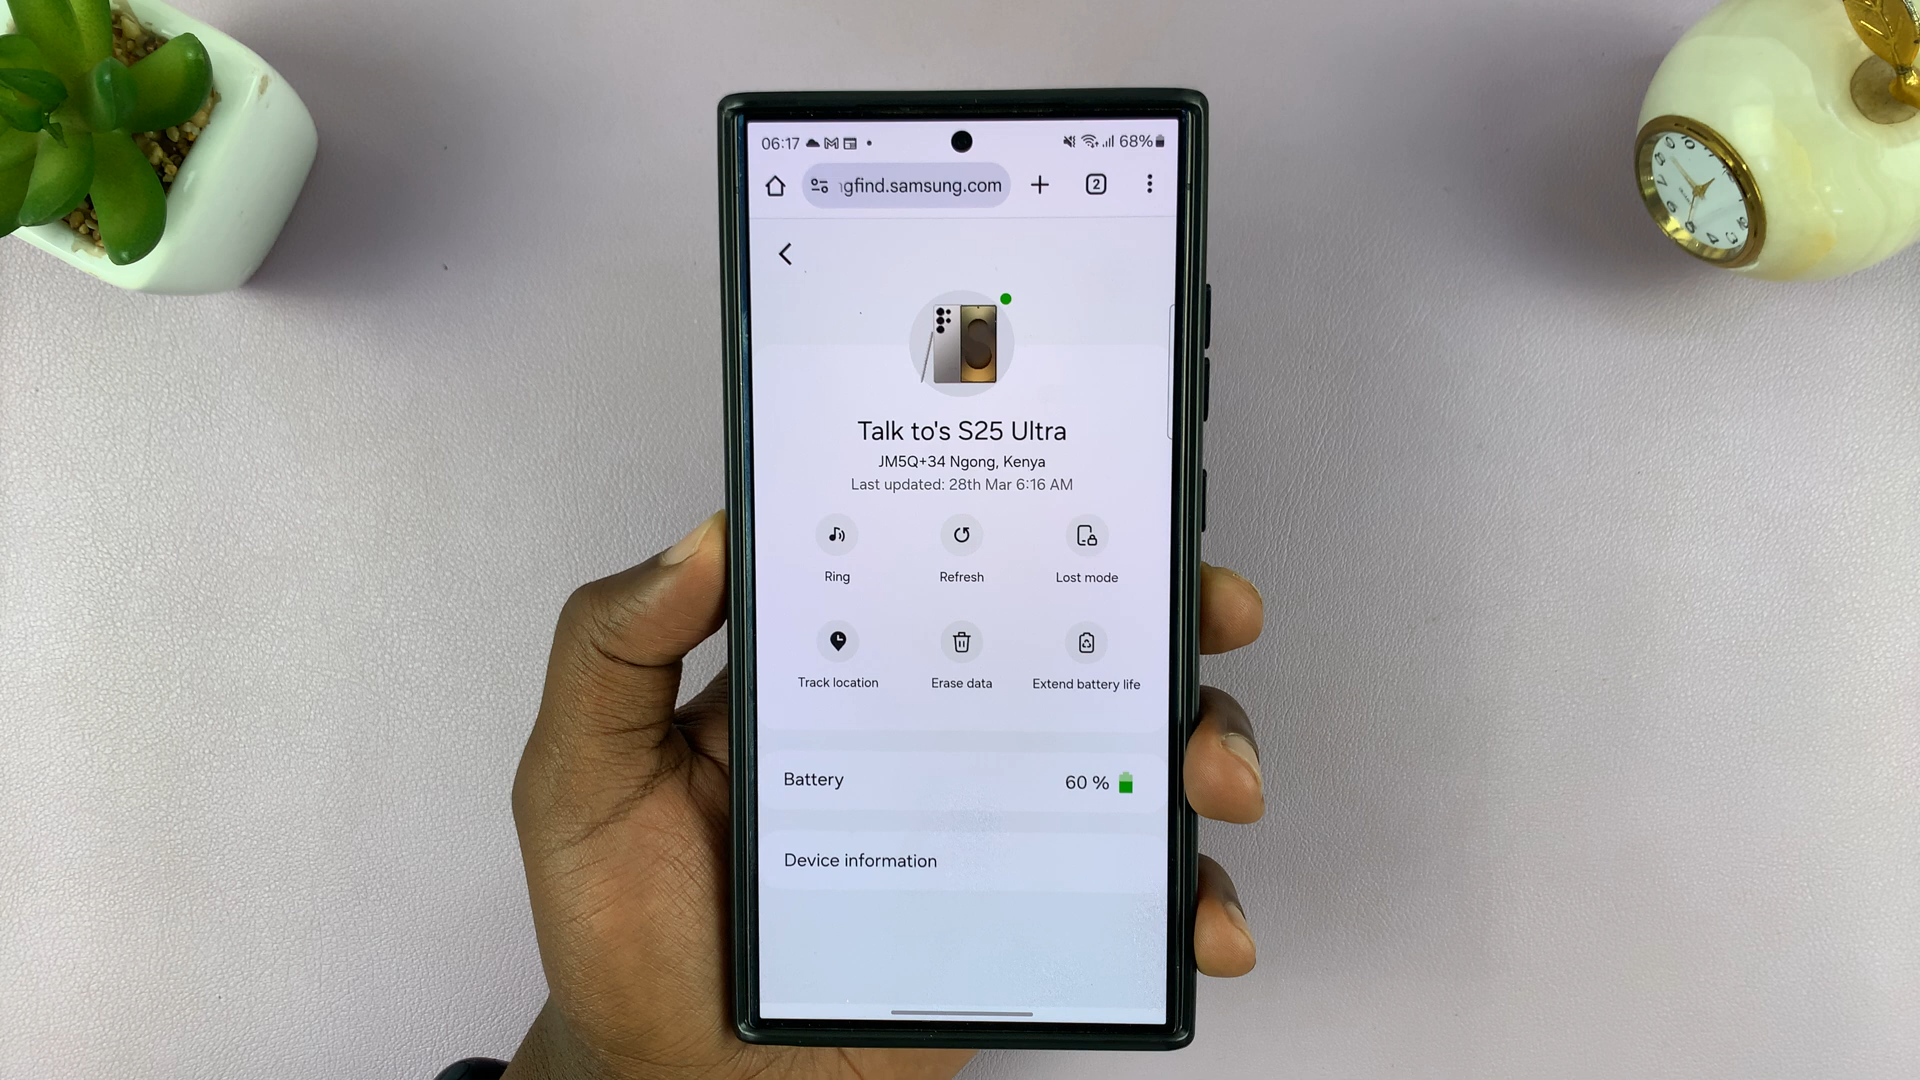 06:17 68%
ngfind.samsung.com 2
Talk to's S25 Ultra
JM5Q+34 Ngong, Kenya
Last updated: 28th Mar 6:16 AM
Ring Refresh Lost mode
Track location Erase data Extend battery life
Battery 60 %
Device information